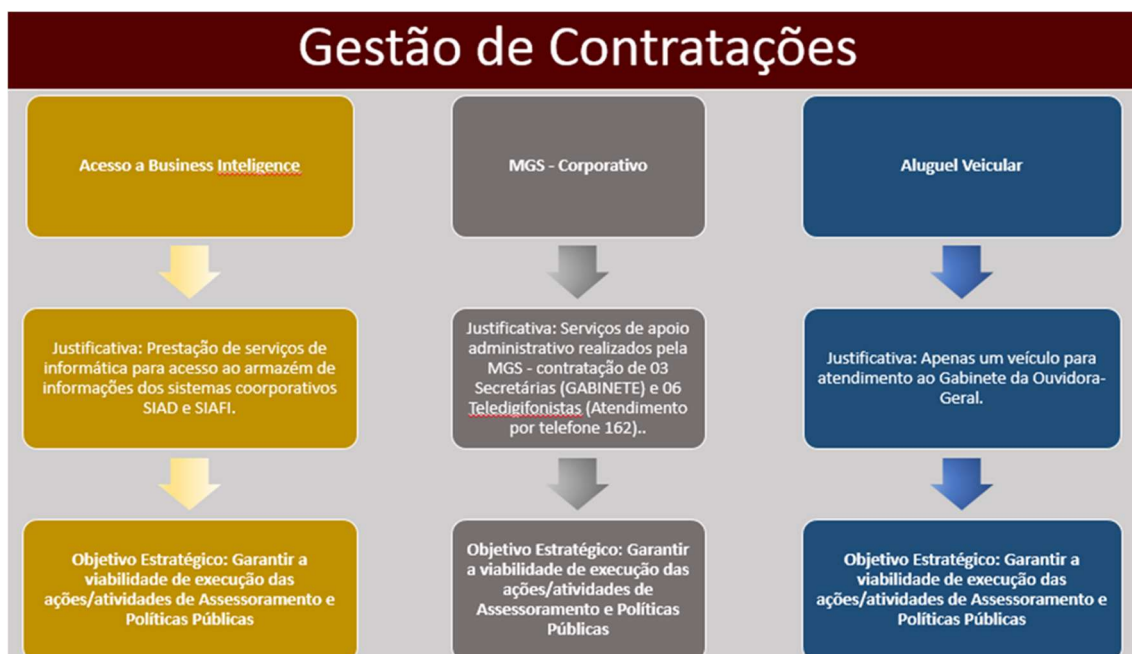 Gestão de Contratações
Acesso a Business Inteligence
Justificativa: Prestação de serviços de
informática para acesso ao armazém de
informações dos sistemas coorporativos
SIAD e SIAFI.
Objetivo Estratégico: Garantir a
viabilidade de execução das
ações/atividades de Assessoramento e
Políticas Públicas
MGS - Corporativo
Justificativa: Serviços de apoio
administrativo realizados pela
MGS - contratação de 03
Secretárias (GABINETE) e 06
Teledigifonistas (Atendimento
por telefone 162)..
Objetivo Estratégico: Garantir
a viabilidade de execução das
ações/atividades de
Assessoramento e Políticas
Públicas
Aluguel Veicular
Justificativa: Apenas um veículo para
atendimento ao Gabinete da Ouvidora-
Geral.
Objetivo Estratégico: Garantir a
viabilidade de execução das
ações/atividades de Assessoramento e
Políticas Públicas